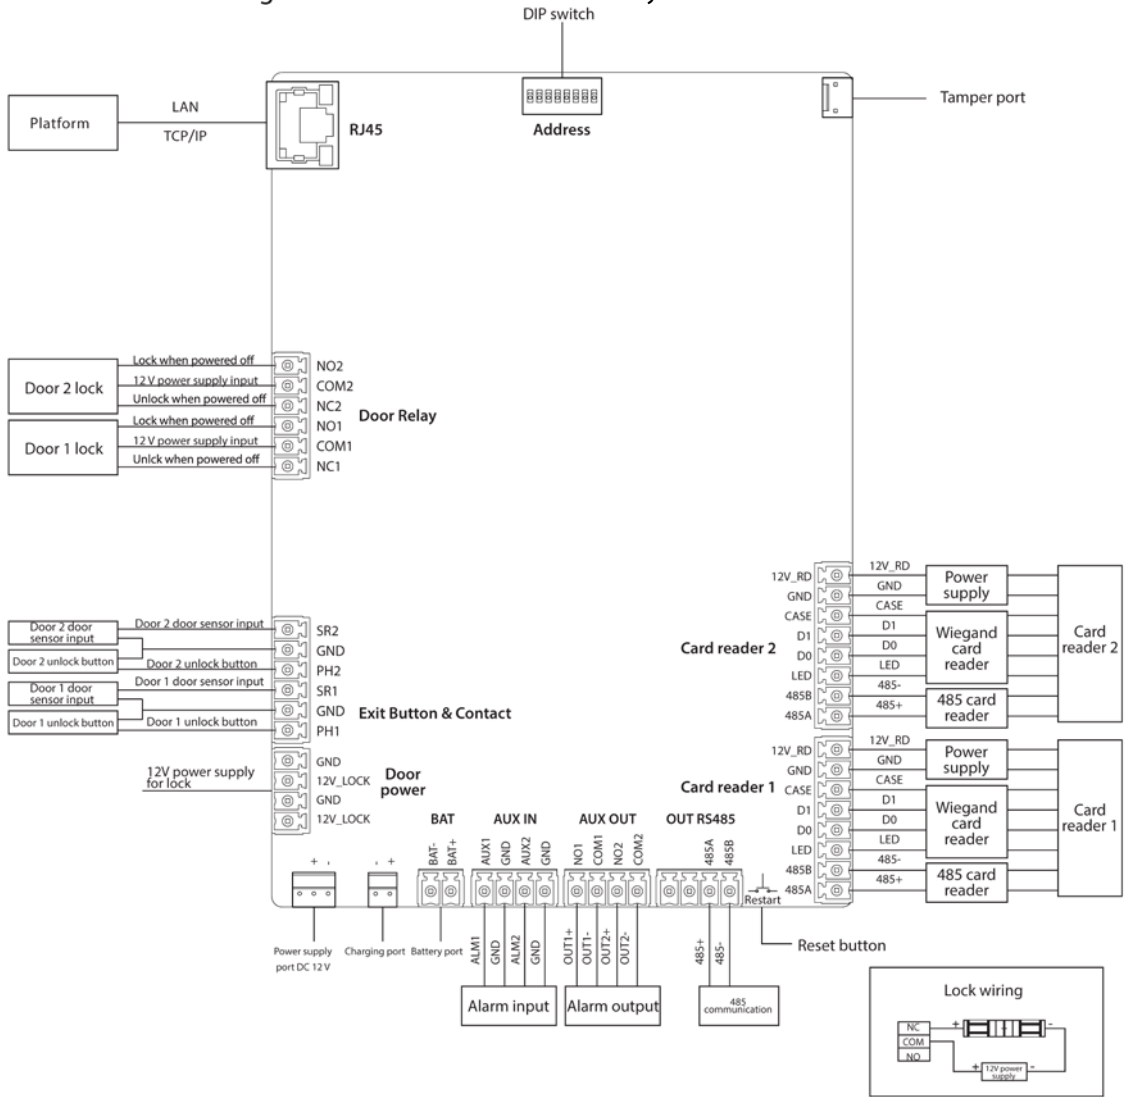 DIP switch
Address
Tamper port
Platform
LAN
TCP/IP
RJ45
Door 2 lock
Lock when powered off
12 V power supply input
Unlock when powered off
NO2
COM2
NC2
Door 1 lock
Lock when powered off
12 V power supply input
Unlck when powered off
NO1
COM1
NC1
Door Relay
Door 2 door
sensor input
Door 2 door sensor input
Door 2 unlock button
Door 2 unlock button
Door 1 door
sensor input
Door 1 door sensor input
Door 1 unlock button
Door 1 unlock button
SR2
GND
PH2
SR1
GND
PH1
Exit Button & Contact
12V power supply
for lock
GND
12V_LOCK
GND
12V_LOCK
Door
power
Card reader 2
12V_RD
GND
CASE
D1
D0
LED
485B
485A
12V_RD
GND
CASE
D1
D0
LED
485-
485+
Power
supply
Wiegand
card
reader
485 card
reader
Card
reader 2
Card reader 1
12V_RD
GND
CASE
D1
D0
LED
485B
485A
12V_RD
GND
CASE
D1
D0
LED
485-
485+
Power
supply
Wiegand
card
reader
485 card
reader
Card
reader 1
+ -
Power supply
port DC 12 V
- +
Charging port
BAT
BAT-
BAT+
Battery port
AUX IN
AUX1
GND
AUX2
GND
ALM1
GND
ALM2
GND
Alarm input
AUX OUT
NO1
COM1
NO2
COM2
OUT1+
OUT1-
OUT2+
OUT2-
Alarm output
OUT RS485
485A
485B
485+
485-
485
communication
Restart
Reset button
Lock wiring
NC
COM
NO
+ -
+ -
12V power
supply